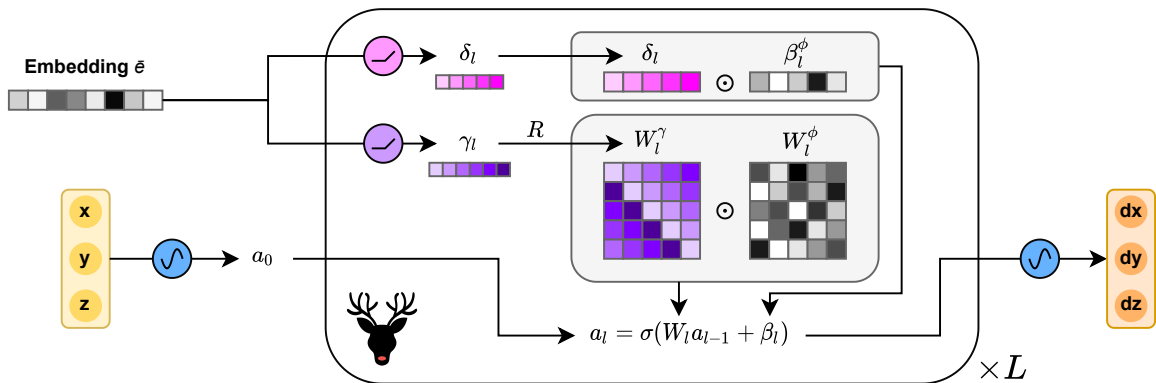 Embedding ē
δ_l
δ_l
⊙
β_l^ϕ
γ_l
R
W_l^γ
⊙
W_l^ϕ
x
y
z
a_0
a_l = σ(W_l a_{l−1} + β_l)
dx
dy
dz
×L